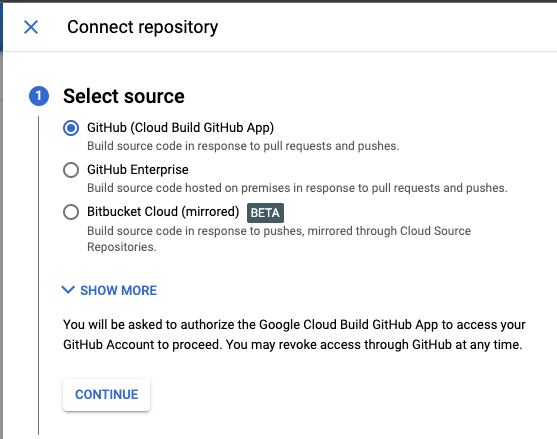 Connect repository
1 Select source
GitHub (Cloud Build GitHub App)
Build source code in response to pull requests and pushes.
GitHub Enterprise
Build source code hosted on premises in response to pull requests and pushes.
Bitbucket Cloud (mirrored) BETA
Build source code in response to pushes, mirrored through Cloud Source
Repositories.
SHOW MORE
You will be asked to authorize the Google Cloud Build GitHub App to access your
GitHub Account to proceed. You may revoke access through GitHub at any time.
CONTINUE